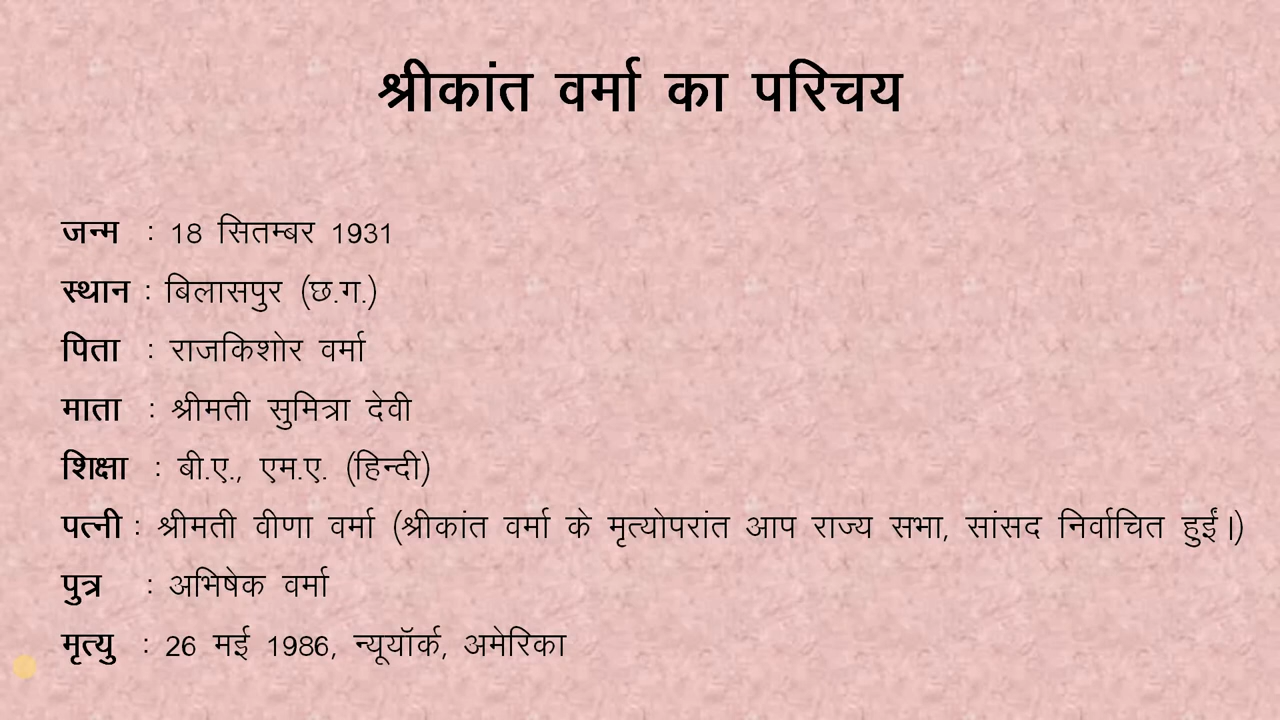 श्रीकांत वर्मा का परिचय
जन्म : 18 सितम्बर 1931
स्थान : बिलासपुर (छ.ग.)
पिता : राजकिशोर वर्मा
माता : श्रीमती सुमित्रा देवी
शिक्षा : बी.ए., एम.ए. (हिन्दी)
पत्नी : श्रीमती वीणा वर्मा (श्रीकांत वर्मा के मृत्योपरांत आप राज्य सभा, सांसद निर्वाचित हुईं।)
पुत्र : अभिषेक वर्मा
मृत्यु : 26 मई 1986, न्यूयॉर्क, अमेरिका